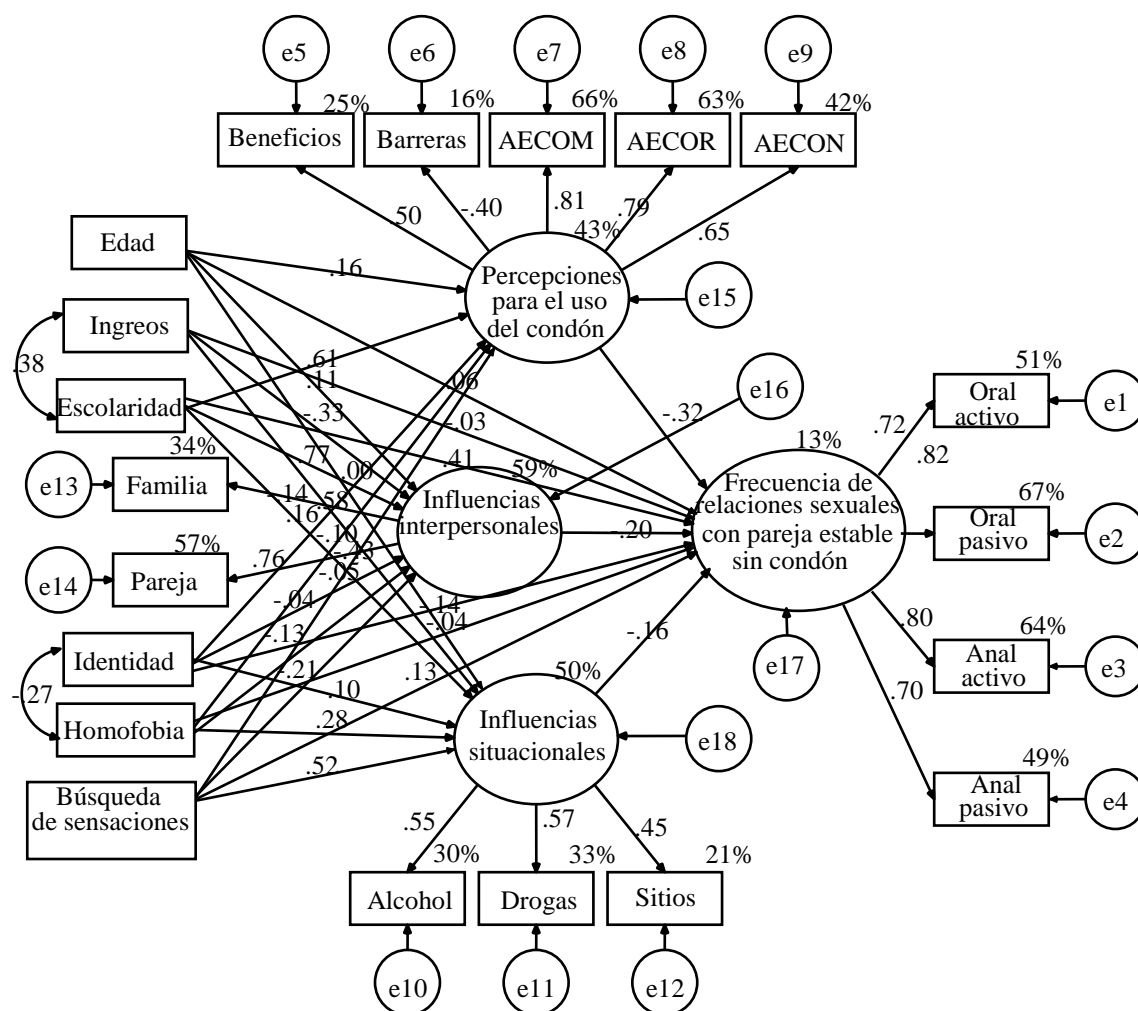 e5
e6
e7
e8
e9
25%
16%
66%
63%
42%
Beneficios
Barreras
AECOM
AECOR
AECON
.50
-.40
.81
.79
.65
43%
Percepciones
para el uso
del condón
e15
Edad
.16
Ingreos
.38
Escolaridad
.61
.11
-.33
.06
-.03
.77
.00
.41
e16
-.32
34%
Familia
e13
-.14
.58
59%
Influencias
interpersonales
-.20
.16
-.10
-.43
-.05
57%
Pareja
e14
.76
-.04
-.13
-.14
-.04
-.21
Identidad
-.27
Homofobia
.10
.28
.13
-.16
Búsqueda
de sensaciones
.52
50%
Influencias
situacionales
e18
13%
Frecuencia de
relaciones sexuales
con pareja estable
sin condón
e17
.72
.82
.80
.70
51%
Oral
activo
e1
67%
Oral
pasivo
e2
64%
Anal
activo
e3
49%
Anal
pasivo
e4
.55
.57
.45
30%
33%
21%
Alcohol
Drogas
Sitios
e10
e11
e12